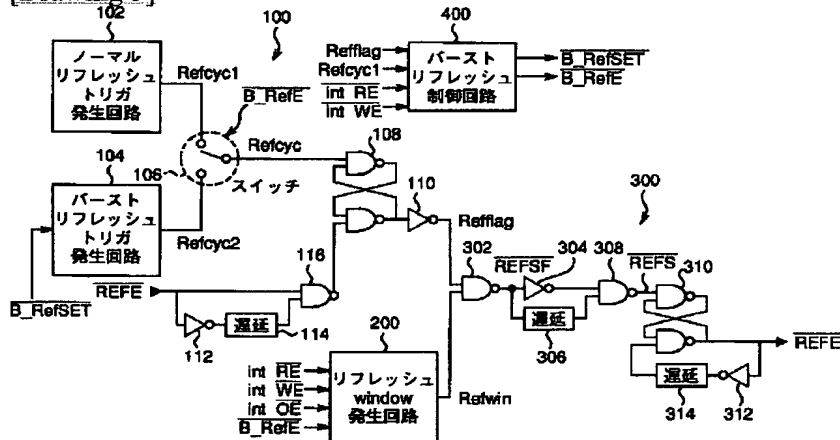 102
ノーマル
リフレッシュ
トリガ
発生回路
Refcyc1
100
B_RefE
Refflag
Refcyc1
int RE
int WE
400
バースト
リフレッシュ
制御回路
B_RefSET
B_RefE
104
バースト
リフレッシュ
トリガ
発生回路
106
スイッチ
Refcyc
Refcyc2
B_RefSET
108
110
Refflag
REFE
112
遅延
114
116
200
int RE
int WE
int OE
B_RefE
リフレッシュ
window
発生回路
Refwin
300
302
REFSF
304
遅延
306
308
REFS
310
REFE
遅延
314
312